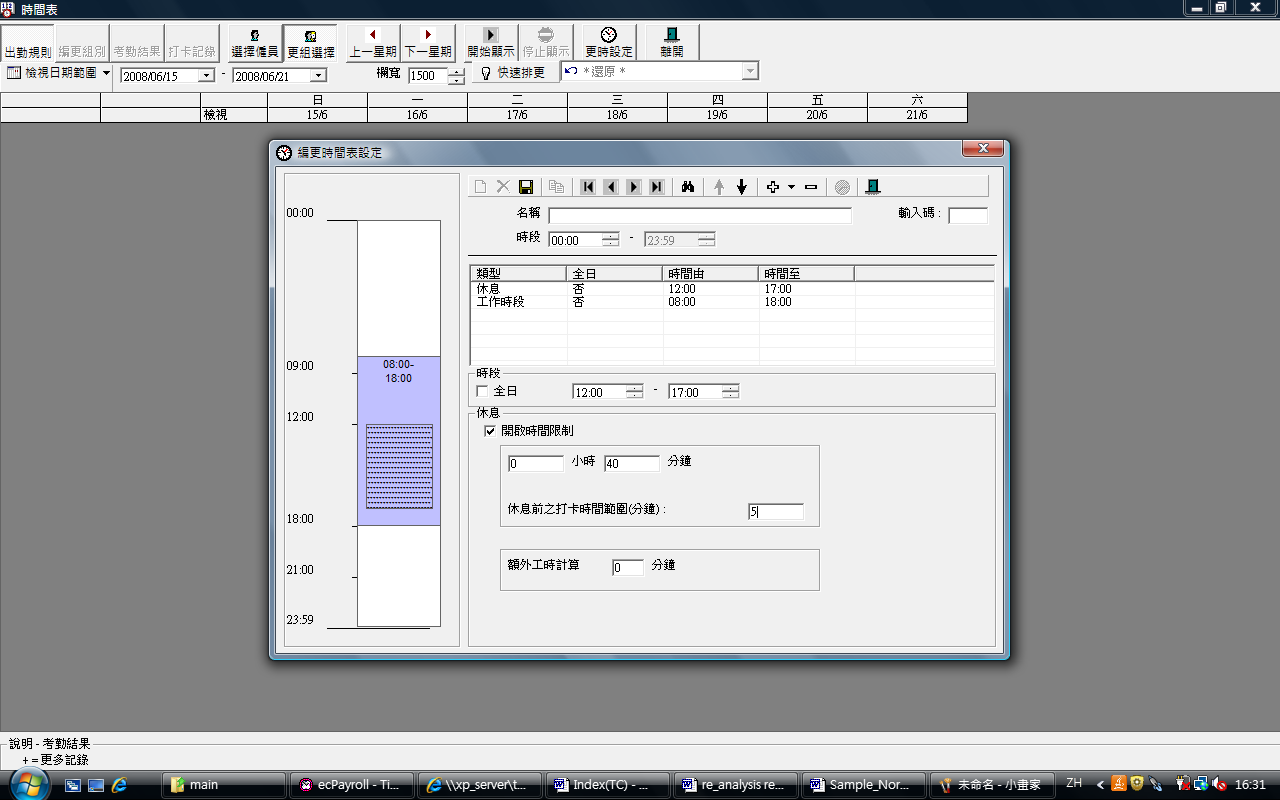 時間表
出勤規則 編更組別 考勤結果 打卡記錄 選擇僱員 更組選擇 上一星期 下一星期 開始顯示 停止顯示 更時設定 離開
檢視日期範圍 2008/06/15 - 2008/06/21 欄寬 1500 快速排更 *還原 *
日 一 二 三 四 五 六
檢視 15/6 16/6 17/6 18/6 19/6 20/6 21/6
編更時間表設定
00:00
09:00
12:00
18:00
21:00
23:59
08:00-
18:00
名稱 輸入碼 :
時段 00:00 - 23:59
類型 全日 時間由 時間至
休息 否 12:00 17:00
工作時段 否 08:00 18:00
時段
全日 12:00 - 17:00
休息
開啟時間限制
0 小時 40 分鐘
休息前之打卡時間範圍(分鐘) : 5
額外工時計算 0 分鐘
說明 - 考勤結果
+ = 更多記錄
main ecPayroll - Ti... \\xp_server\t... Index(TC) - ... re_analysis re... Sample_Nor... 未命名 - 小畫家 ZH 16:31